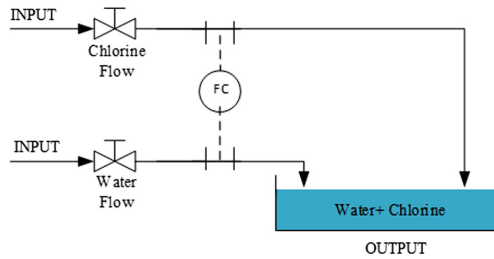 INPUT
Chlorine
Flow
FC
INPUT
Water
Flow
Water+ Chlorine
OUTPUT